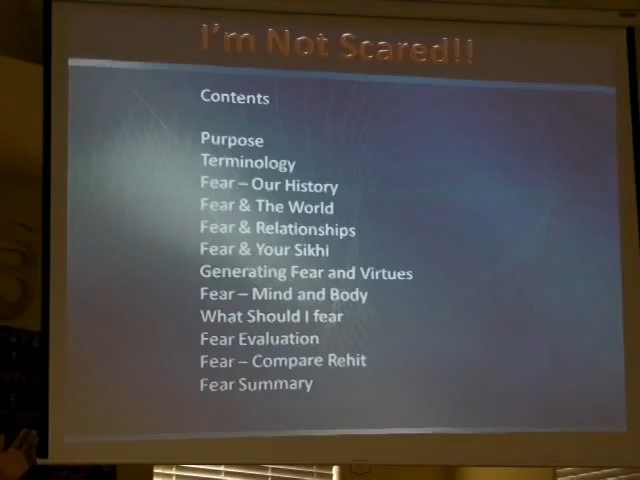 I'm Not Scared!!
Contents
Purpose
Terminology
Fear – Our History
Fear & The World
Fear & Relationships
Fear & Your Sikhi
Generating Fear and Virtues
Fear – Mind and Body
What Should I fear
Fear Evaluation
Fear – Compare Rehit
Fear Summary